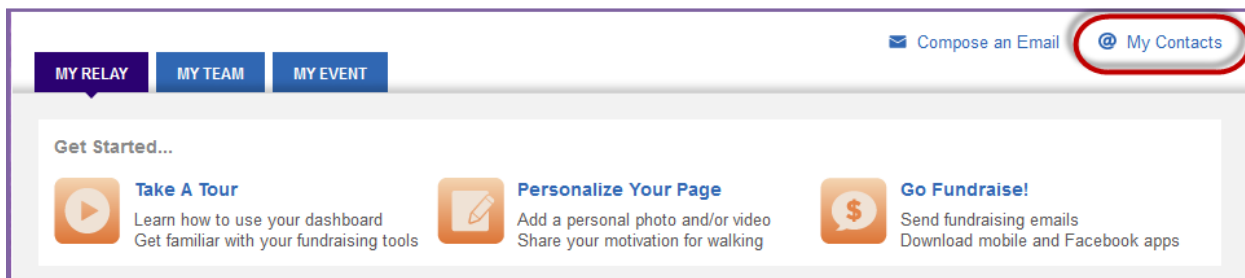 Compose an Email @ My Contacts
MY RELAY MY TEAM MY EVENT
Get Started...
Take A Tour
Learn how to use your dashboard
Get familiar with your fundraising tools
Personalize Your Page
Add a personal photo and/or video
Share your motivation for walking
$
Go Fundraise!
Send fundraising emails
Download mobile and Facebook apps